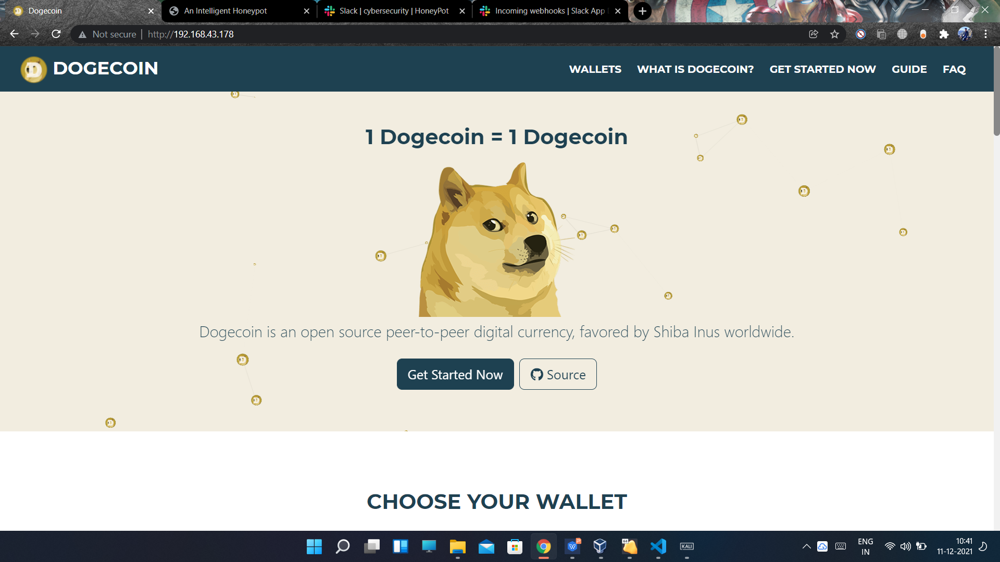 Dogecoin
An Intelligent Honeypot
Slack | cybersecurity | HoneyPot
Incoming webhooks | Slack App
Not secure | http://192.168.43.178
DOGECOIN
WALLETS
WHAT IS DOGECOIN?
GET STARTED NOW
GUIDE
FAQ
1 Dogecoin = 1 Dogecoin
Dogecoin is an open source peer-to-peer digital currency, favored by Shiba Inus worldwide.
Get Started Now
Source
CHOOSE YOUR WALLET
64
KALI
ENG
IN
10:41
11-12-2021